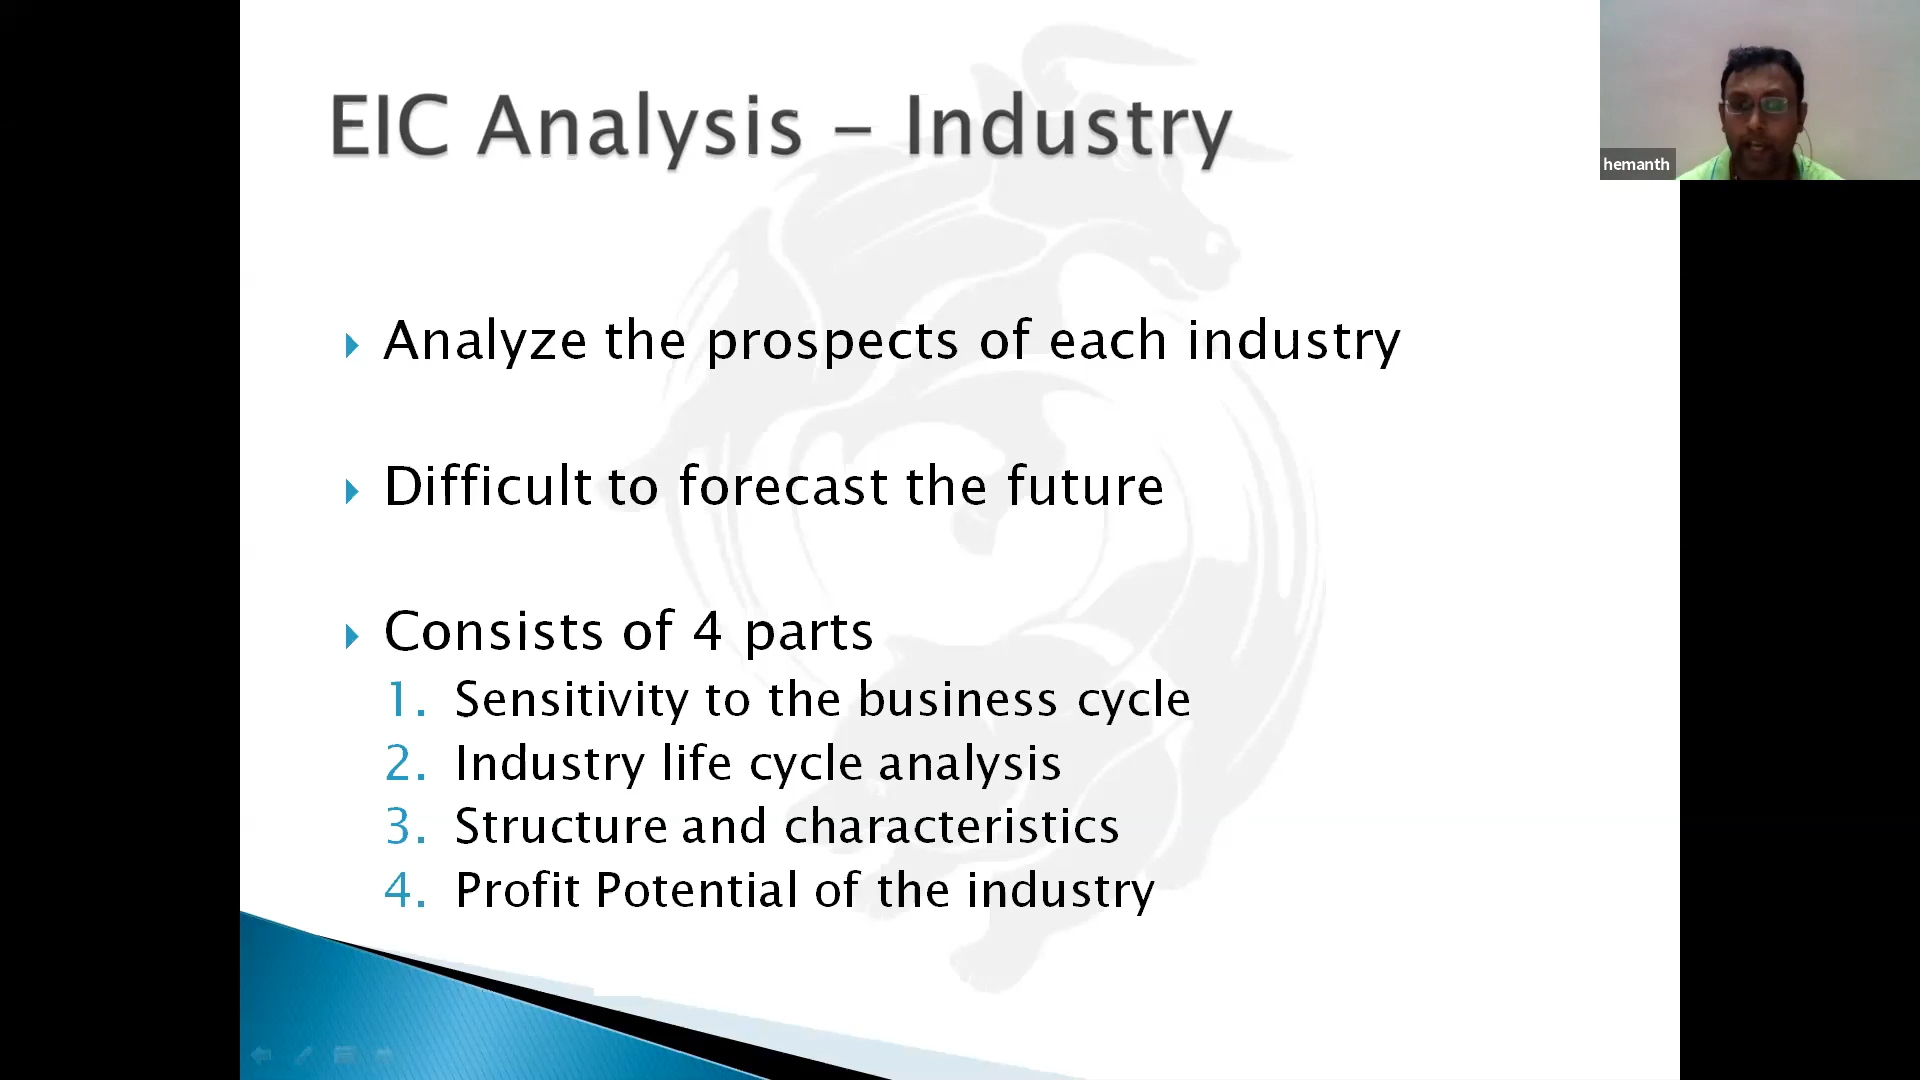 EIC Analysis – Industry
hemanth
Analyze the prospects of each industry
Difficult to forecast the future
Consists of 4 parts
1. Sensitivity to the business cycle
2. Industry life cycle analysis
3. Structure and characteristics
4. Profit Potential of the industry